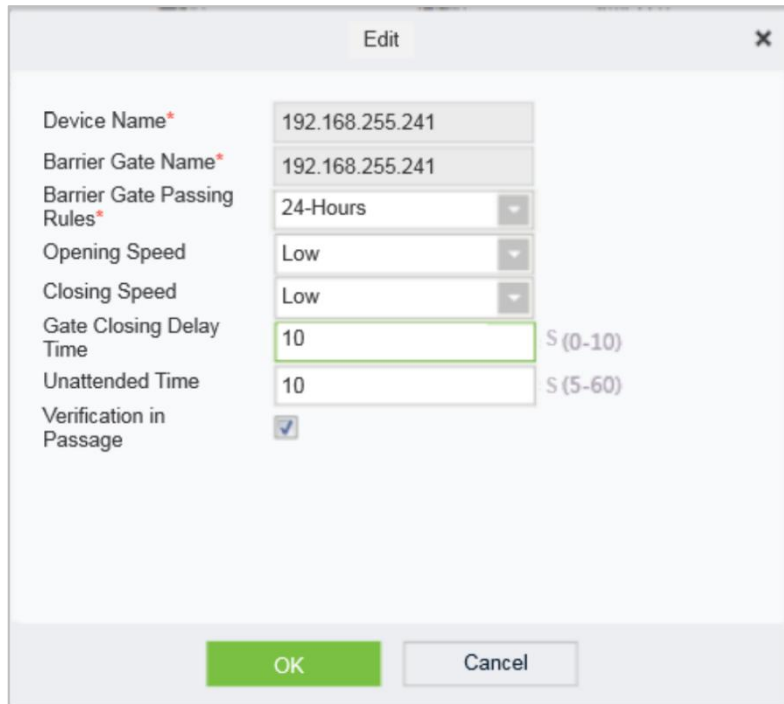 Edit
Device Name*
192.168.255.241
Barrier Gate Name*
192.168.255.241
Barrier Gate Passing
Rules*
24-Hours
Opening Speed
Low
Closing Speed
Low
Gate Closing Delay
Time
10
S (0-10)
Unattended Time
10
S (5-60)
Verification in
Passage
OK
Cancel